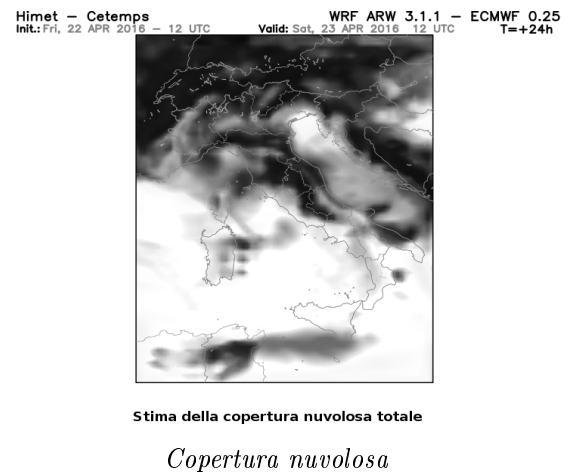 Himet – Cetemps WRF ARW 3.1.1 – ECMWF 0.25
Init.: Fri, 22 APR 2016 – 12 UTC Valid: Sat, 23 APR 2016 12 UTC T=+24h
Stima della copertura nuvolosa totale
Copertura nuvolosa